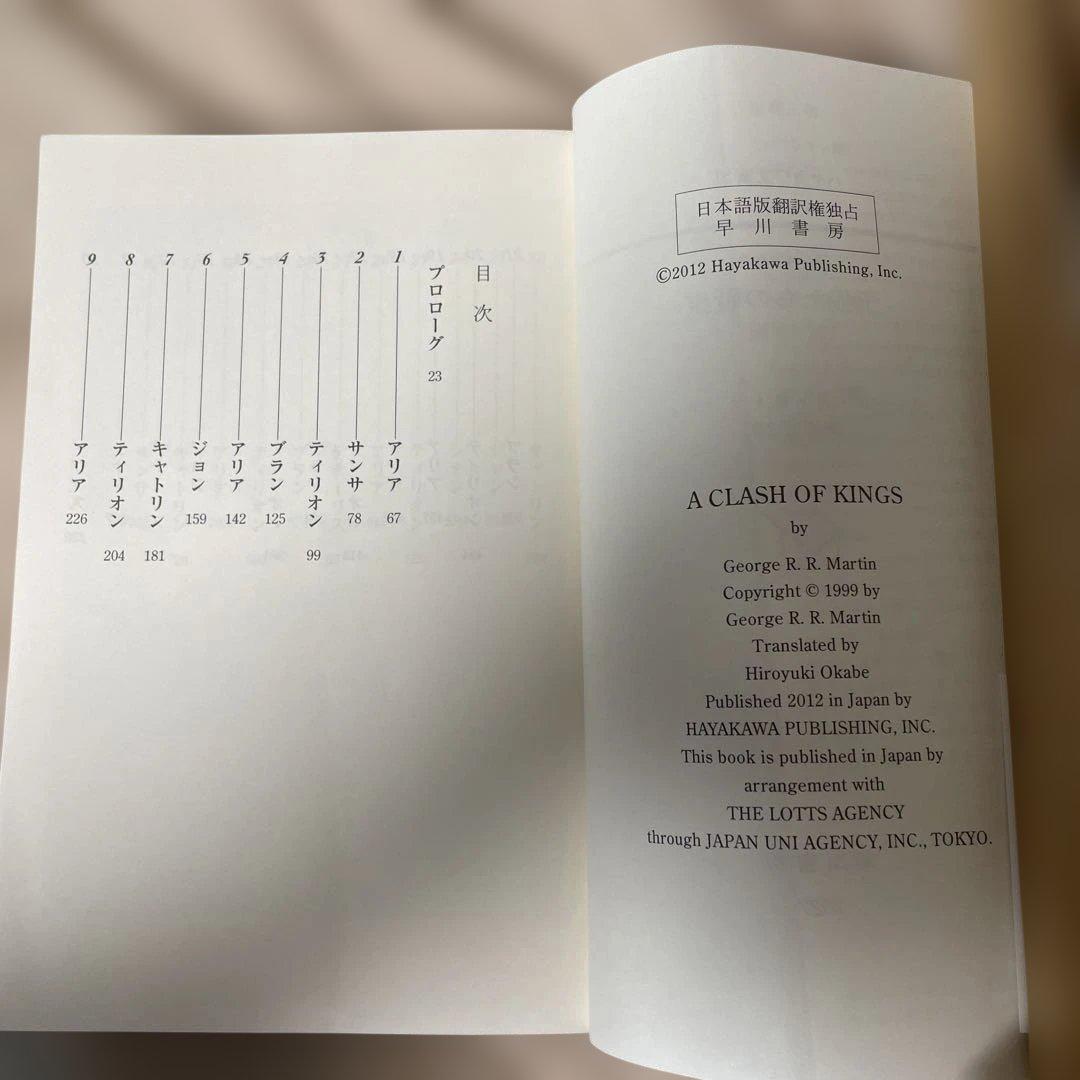 日本語版翻訳権独占
早川書房
©2012 Hayakawa Publishing, Inc.
A CLASH OF KINGS
by
George R. R. Martin
Copyright © 1999 by
George R. R. Martin
Translated by
Hiroyuki Okabe
Published 2012 in Japan by
HAYAKAWA PUBLISHING, INC.
This book is published in Japan by
arrangement with
THE LOTTS AGENCY
through JAPAN UNI AGENCY, INC., TOKYO.
目次
プロローグ 23
1 アリア 67
2 サンサ 78
3 ティリオン 99
4 ブラン 125
5 アリア 142
6 ジョン 159
7 キャトリン 181
8 ティリオン 204
9 アリア 226